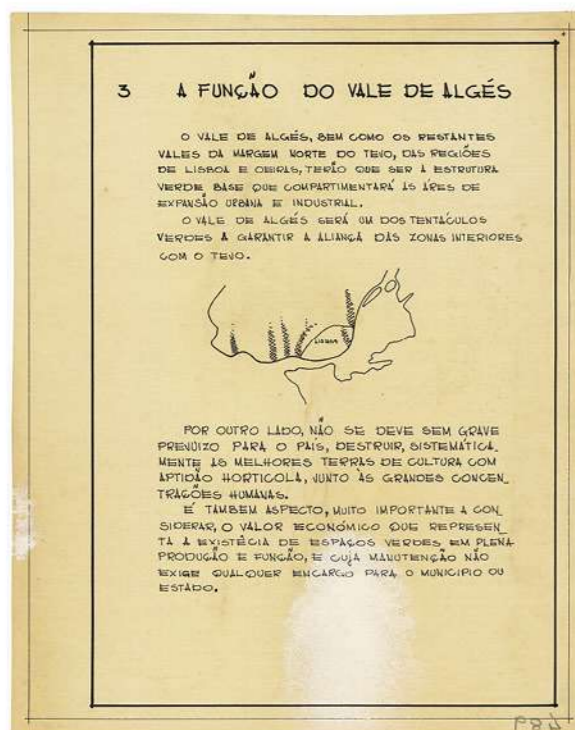 3 A FUNÇÃO DO VALE DE ALGÉS
O VALE DE ALGÉS, BEM COMO OS RESTANTES
VALES DA MARGEM NORTE DO TEJO, DAS REGIÕES
DE LISBOA E OEIRAS, TERÃO QUE SER A ESTRUTURA
VERDE BASE QUE COMPARTIMENTARÁ AS ÁRES DE
EXPANSÃO URBANA E INDUSTRIAL.
O VALE DE ALGÉS SERÁ UM DOS TENTÁCULOS
VERDES A GARANTIR A ALIANÇA DAS ZONAS INTERIORES
COM O TEJO.
LISBOA
POR OUTRO LADO, NÃO SE DEVE SEM GRAVE
PREJUIZO PARA O PAÍS, DESTRUIR, SISTEMÁTICA_
MENTE AS MELHORES TERRAS DE CULTURA COM
APTIDÃO HORTICOLA, JUNTO ÀS GRANDES CONCEN_
TRAÇÕES HUMANAS.
É TAMBEM ASPECTO, MUITO IMPORTANTE A CON_
SIDERAR, O VALOR ECONÓMICO QUE REPRESEN_
TA A EXISTÊCIA DE ESPAÇOS VERDES EM PLENA
PRODUÇÃO E FUNÇÃO, E CUJA MANUTENÇÃO NÃO
EXIGE QUALQUER ENCARGO PARA O MUNICIPIO OU
ESTADO.